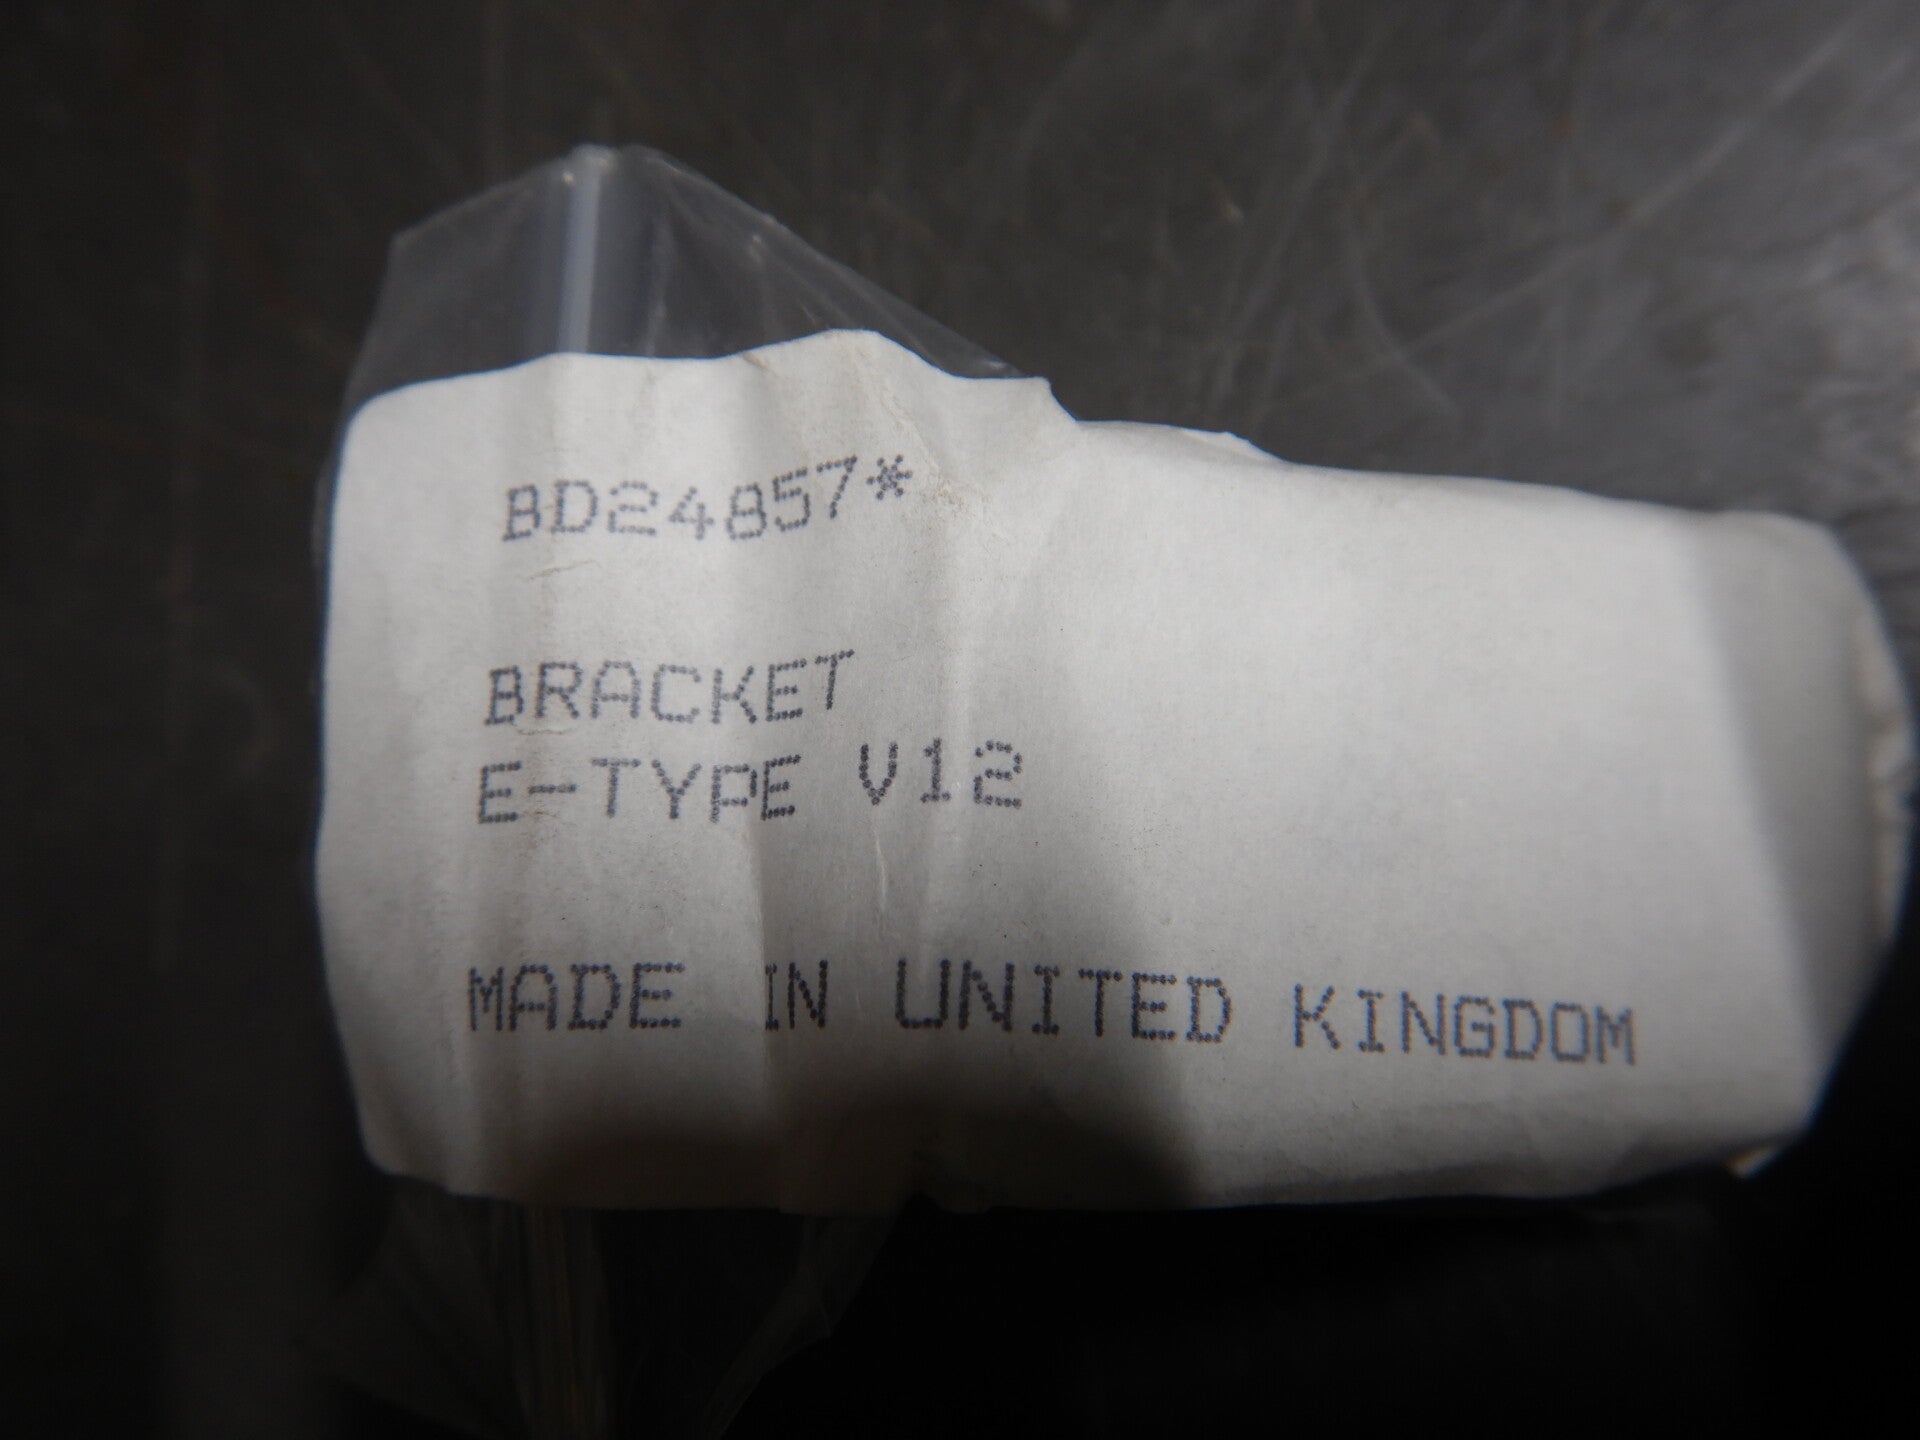 BD24857*
BRACKET
E-TYPE V12
MADE IN UNITED KINGDOM